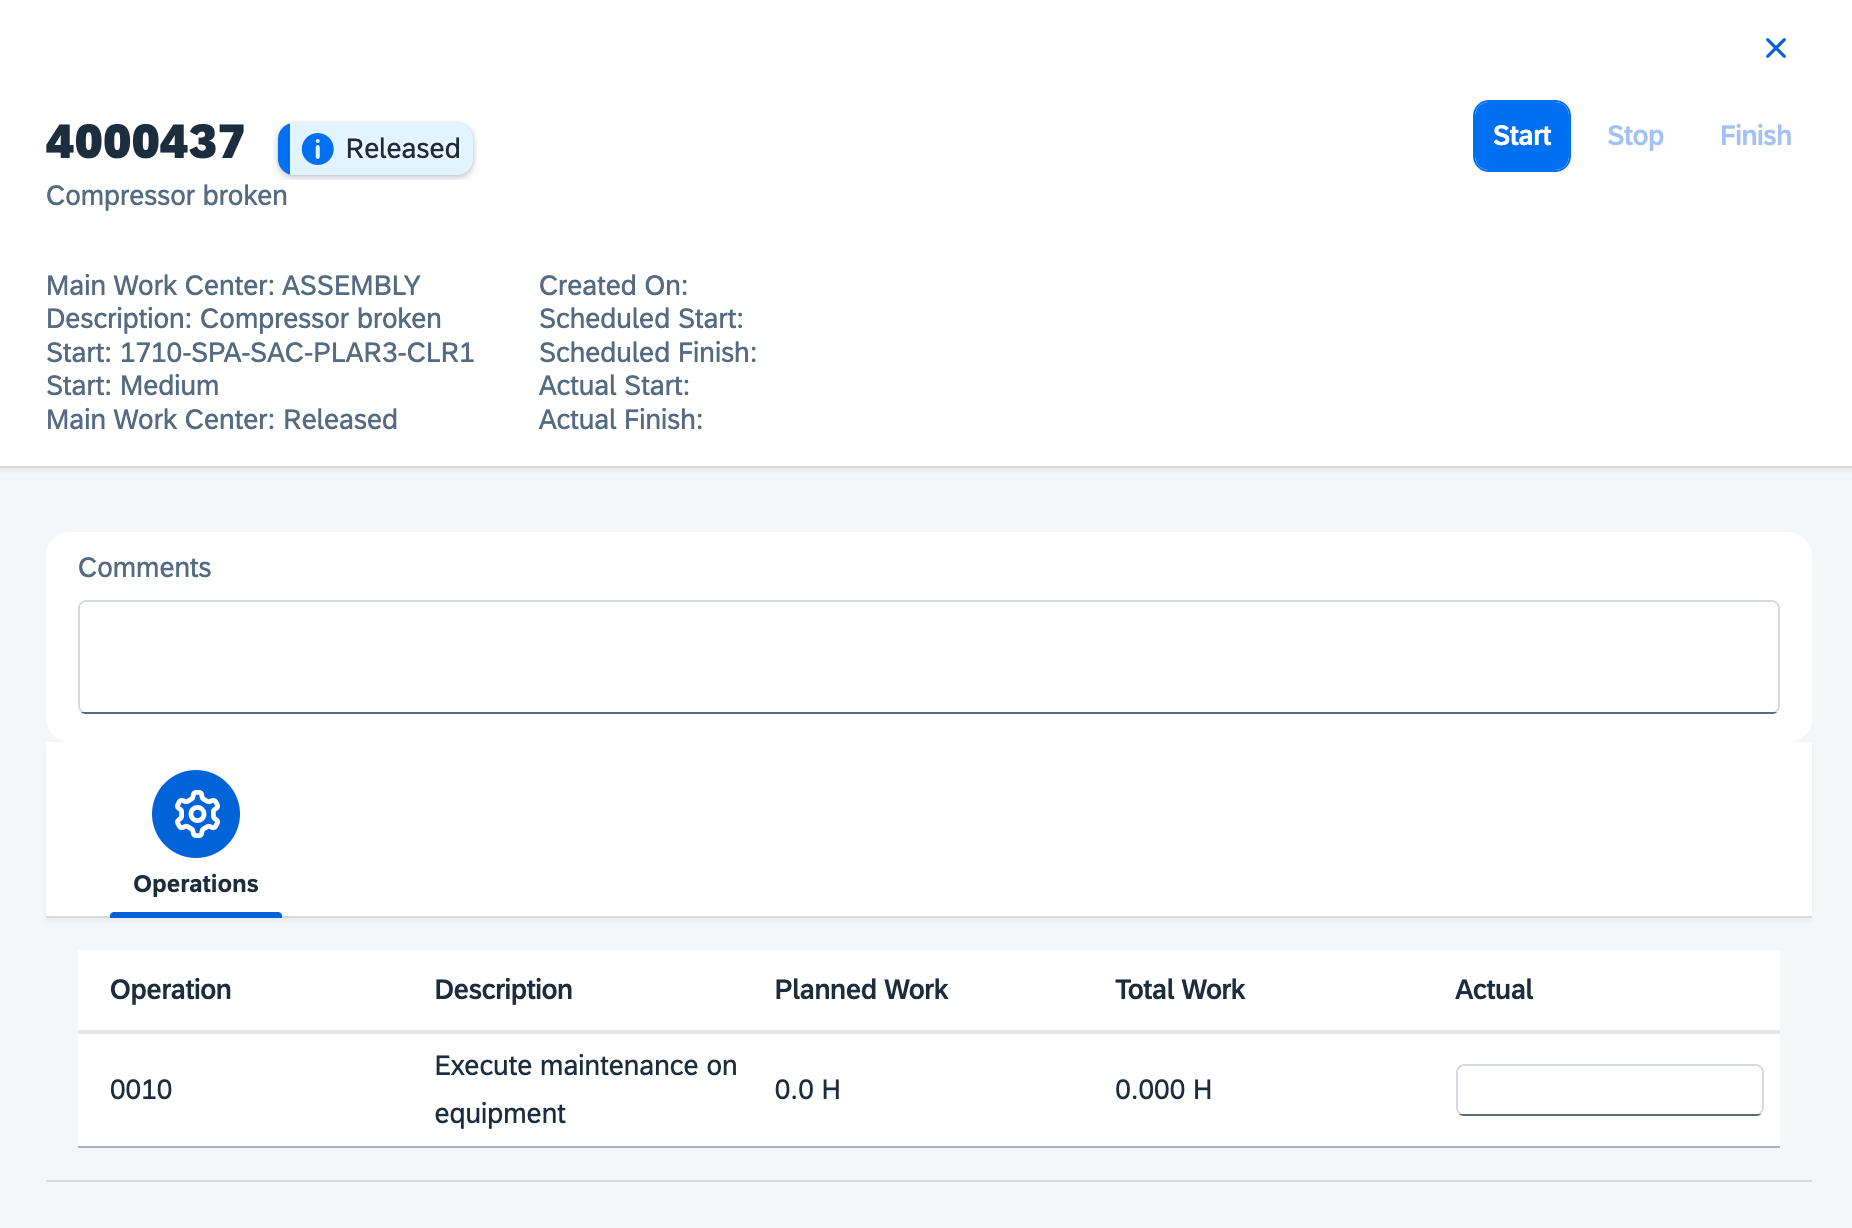 4000437
Released
Start
Stop
Finish
Compressor broken
Main Work Center: ASSEMBLY
Description: Compressor broken
Start: 1710-SPA-SAC-PLAR3-CLR1
Start: Medium
Main Work Center: Released
Created On:
Scheduled Start:
Scheduled Finish:
Actual Start:
Actual Finish:
Comments
Operations
Operation Description Planned Work Total Work Actual
0010 Execute maintenance on equipment 0.0 H 0.000 H